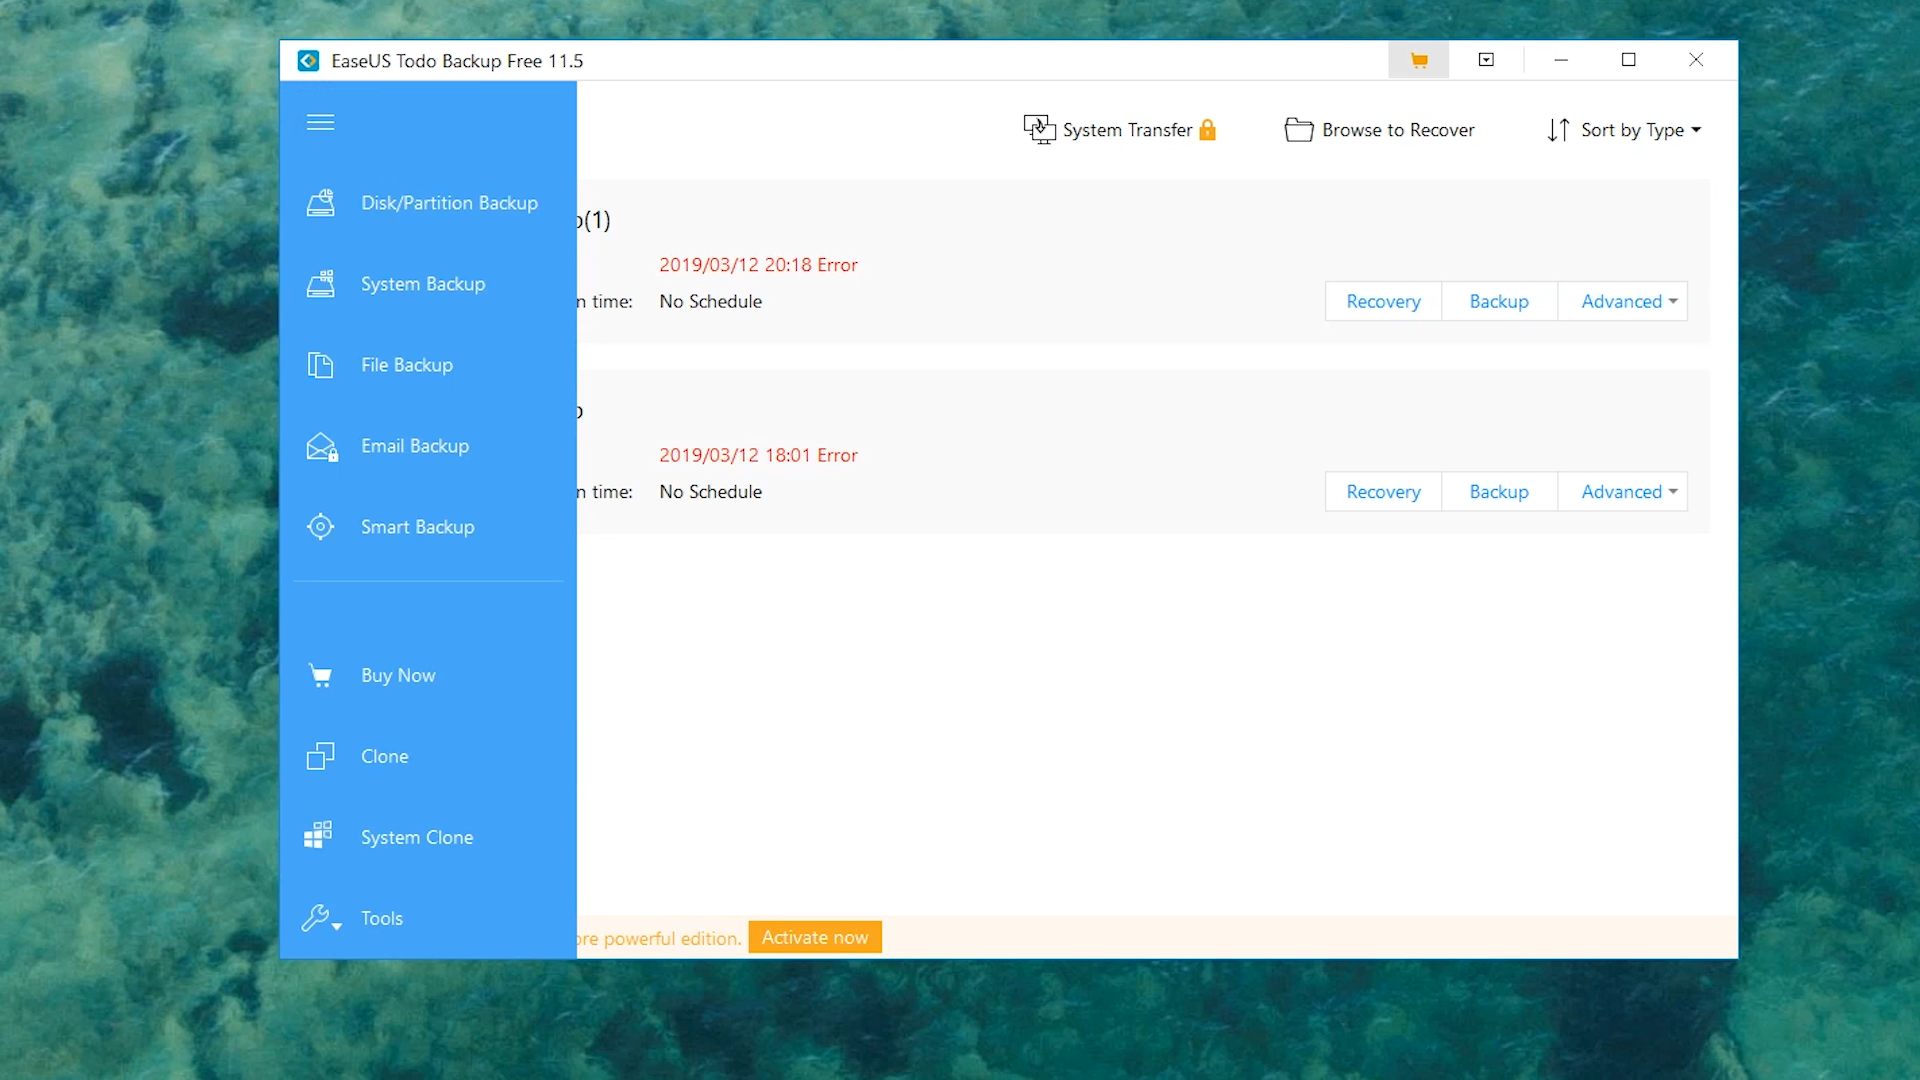 EaseUS Todo Backup Free 11.5
System Transfer
Browse to Recover
Sort by Type
Disk/Partition Backup
System Backup
File Backup
Email Backup
Smart Backup
Buy Now
Clone
System Clone
Tools
(1)
2019/03/12 20:18 Error
time: No Schedule
Recovery Backup Advanced
2019/03/12 18:01 Error
time: No Schedule
Recovery Backup Advanced
powerful edition. Activate now